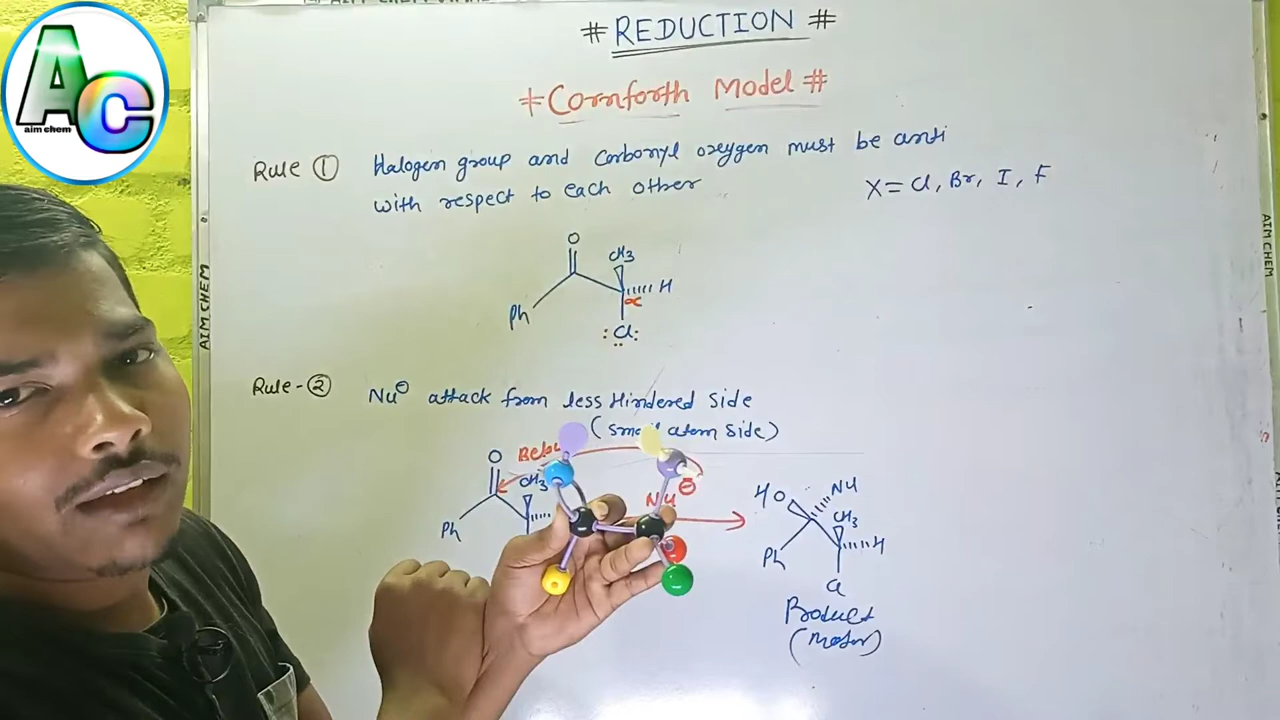 AC
aim chem
# REDUCTION #
# Cornforth Model #
Rule ① Halogen group and Carbonyl oxygen must be anti
with respect to each other
X = Cl, Br, I, F
O
CH3
H
α
Ph
:Cl:
Rule-② Nu⊖ attack from less Hindered Side
(Small atom Side)
O
CH3
Ph
Nu
⊖
HO
Nu
CH3
H
Ph
Cl
Product
(Major)
AIM CHEM
AIM CHEM